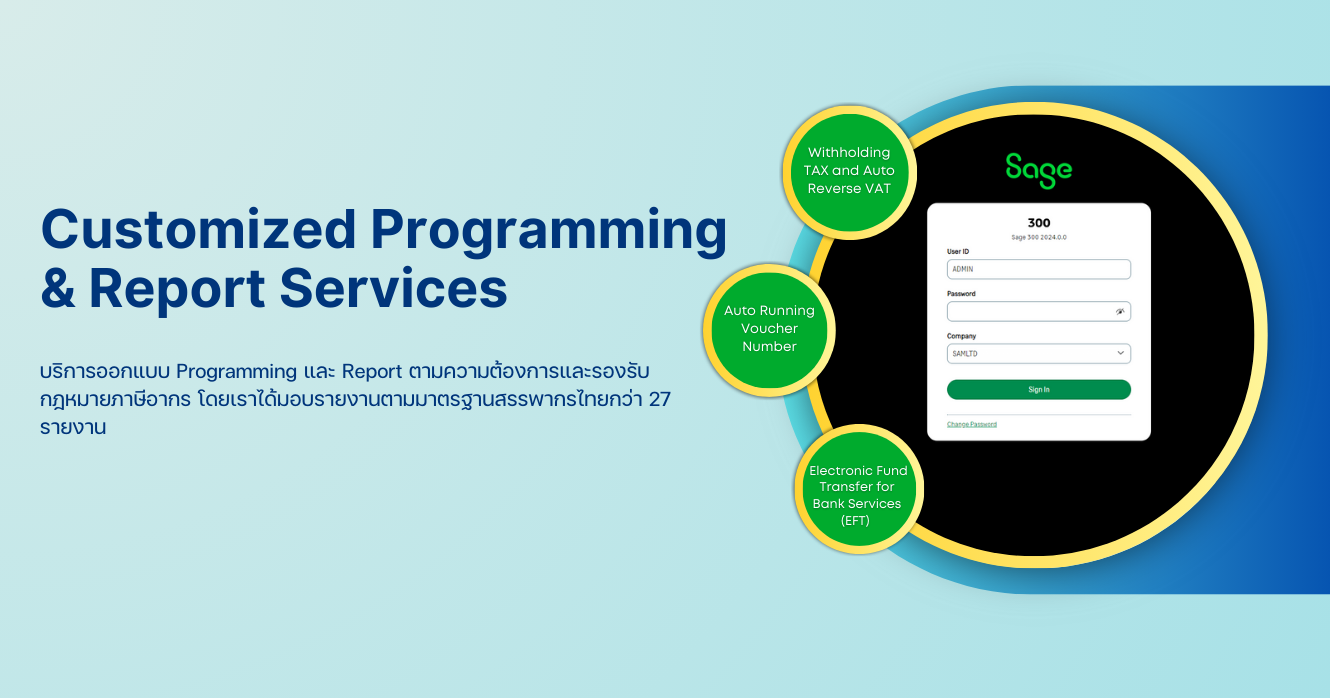 Customized Programming
& Report Services
บริการออกแบบ Programming และ Report ตามความต้องการและรองรับ
กฎหมายภาษีอากร โดยเราได้มอบรายงานตามมาตรฐานสรรพากรไทยกว่า 27
รายงาน
Withholding
TAX and Auto
Reverse VAT
Auto Running
Voucher
Number
Electronic Fund
Transfer for
Bank Services
(EFT)
Sage
300
Sage 300 2024.0.0
User ID
ADMIN
Password
Company
SAMLTD
Sign In
Change Password